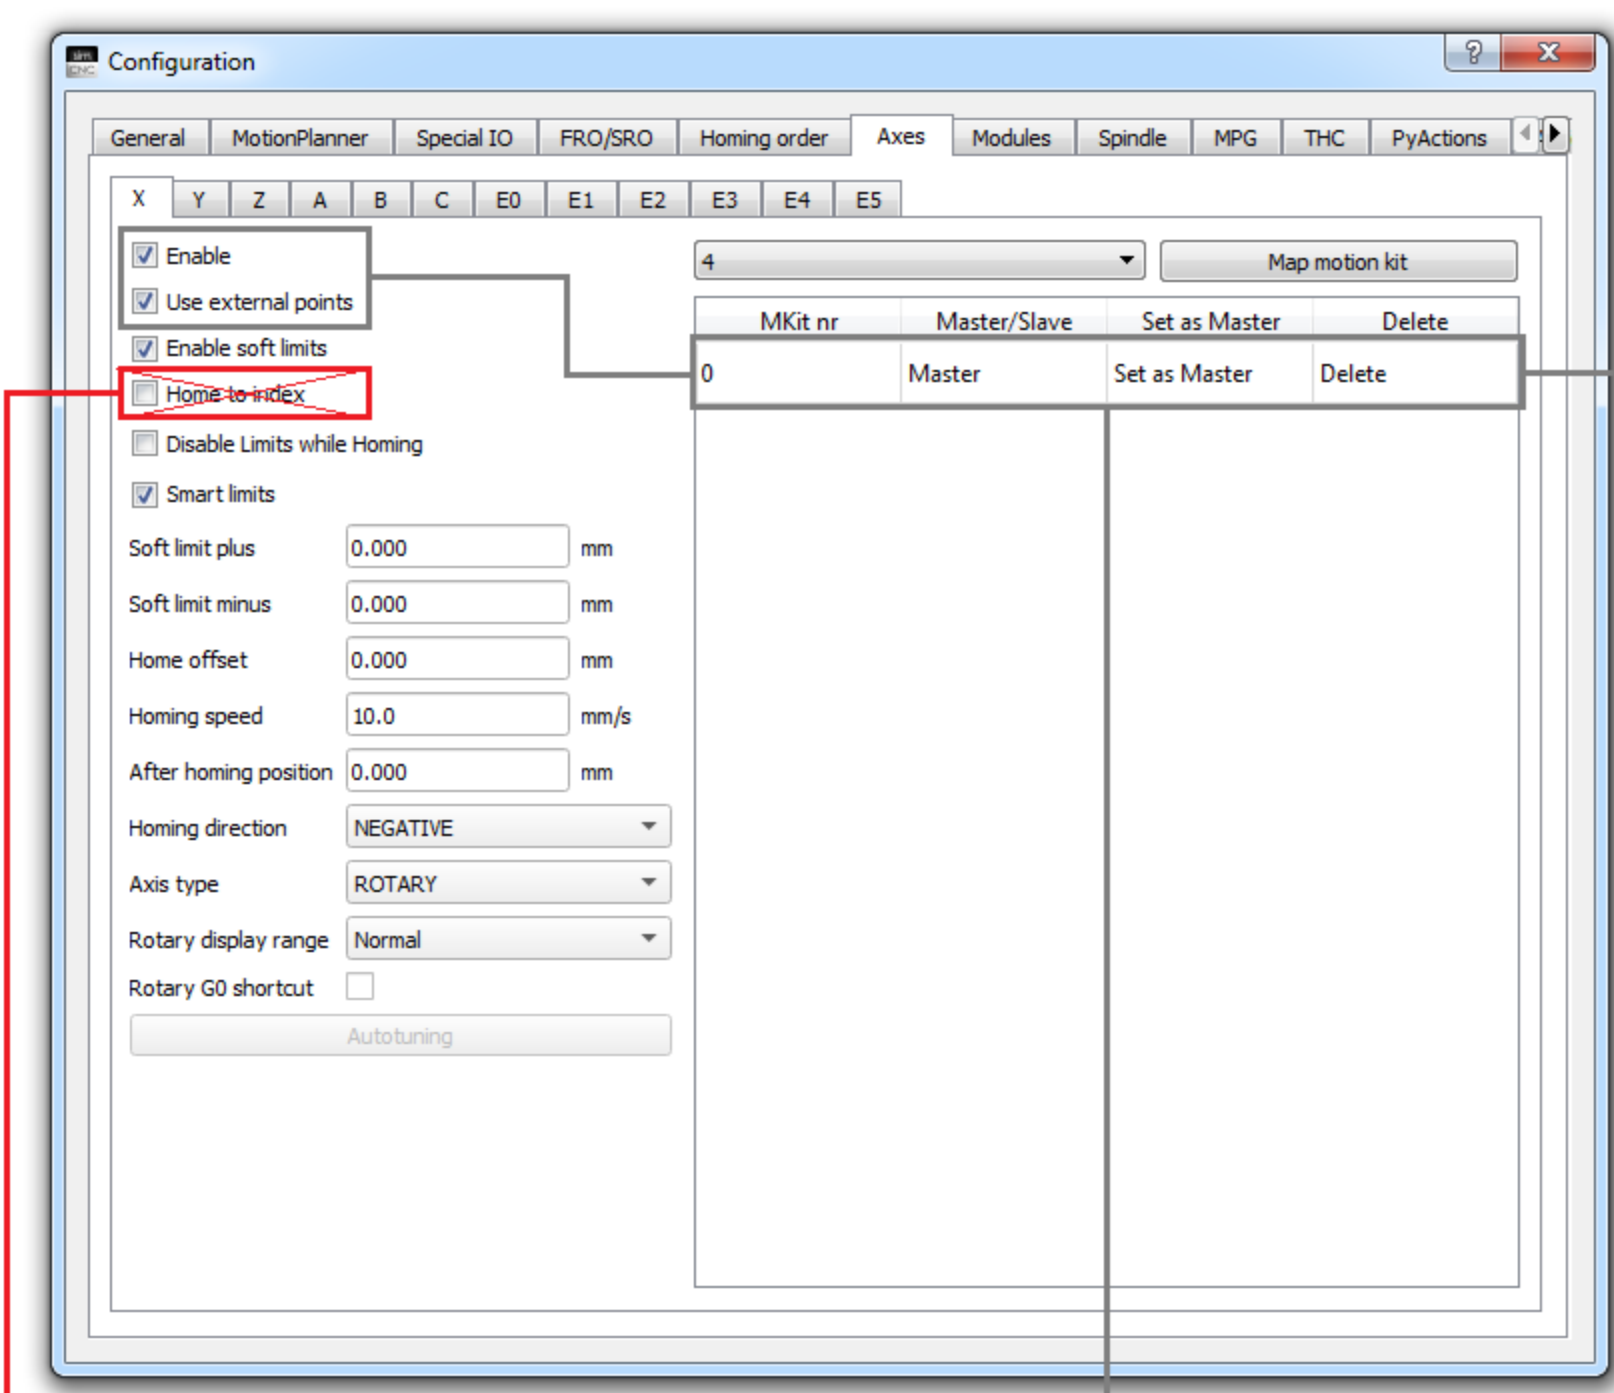 sim CNC Configuration
General MotionPlanner Special IO FRO/SRO Homing order Axes Modules Spindle MPG THC PyActions
X Y Z A B C E0 E1 E2 E3 E4 E5
Enable
4 Map motion kit
Use external points
MKit nr Master/Slave Set as Master Delete
Enable soft limits
0 Master Set as Master Delete
Home to index
Disable Limits while Homing
Smart limits
Soft limit plus 0.000 mm
Soft limit minus 0.000 mm
Home offset 0.000 mm
Homing speed 10.0 mm/s
After homing position 0.000 mm
Homing direction NEGATIVE
Axis type ROTARY
Rotary display range Normal
Rotary G0 shortcut
Autotuning